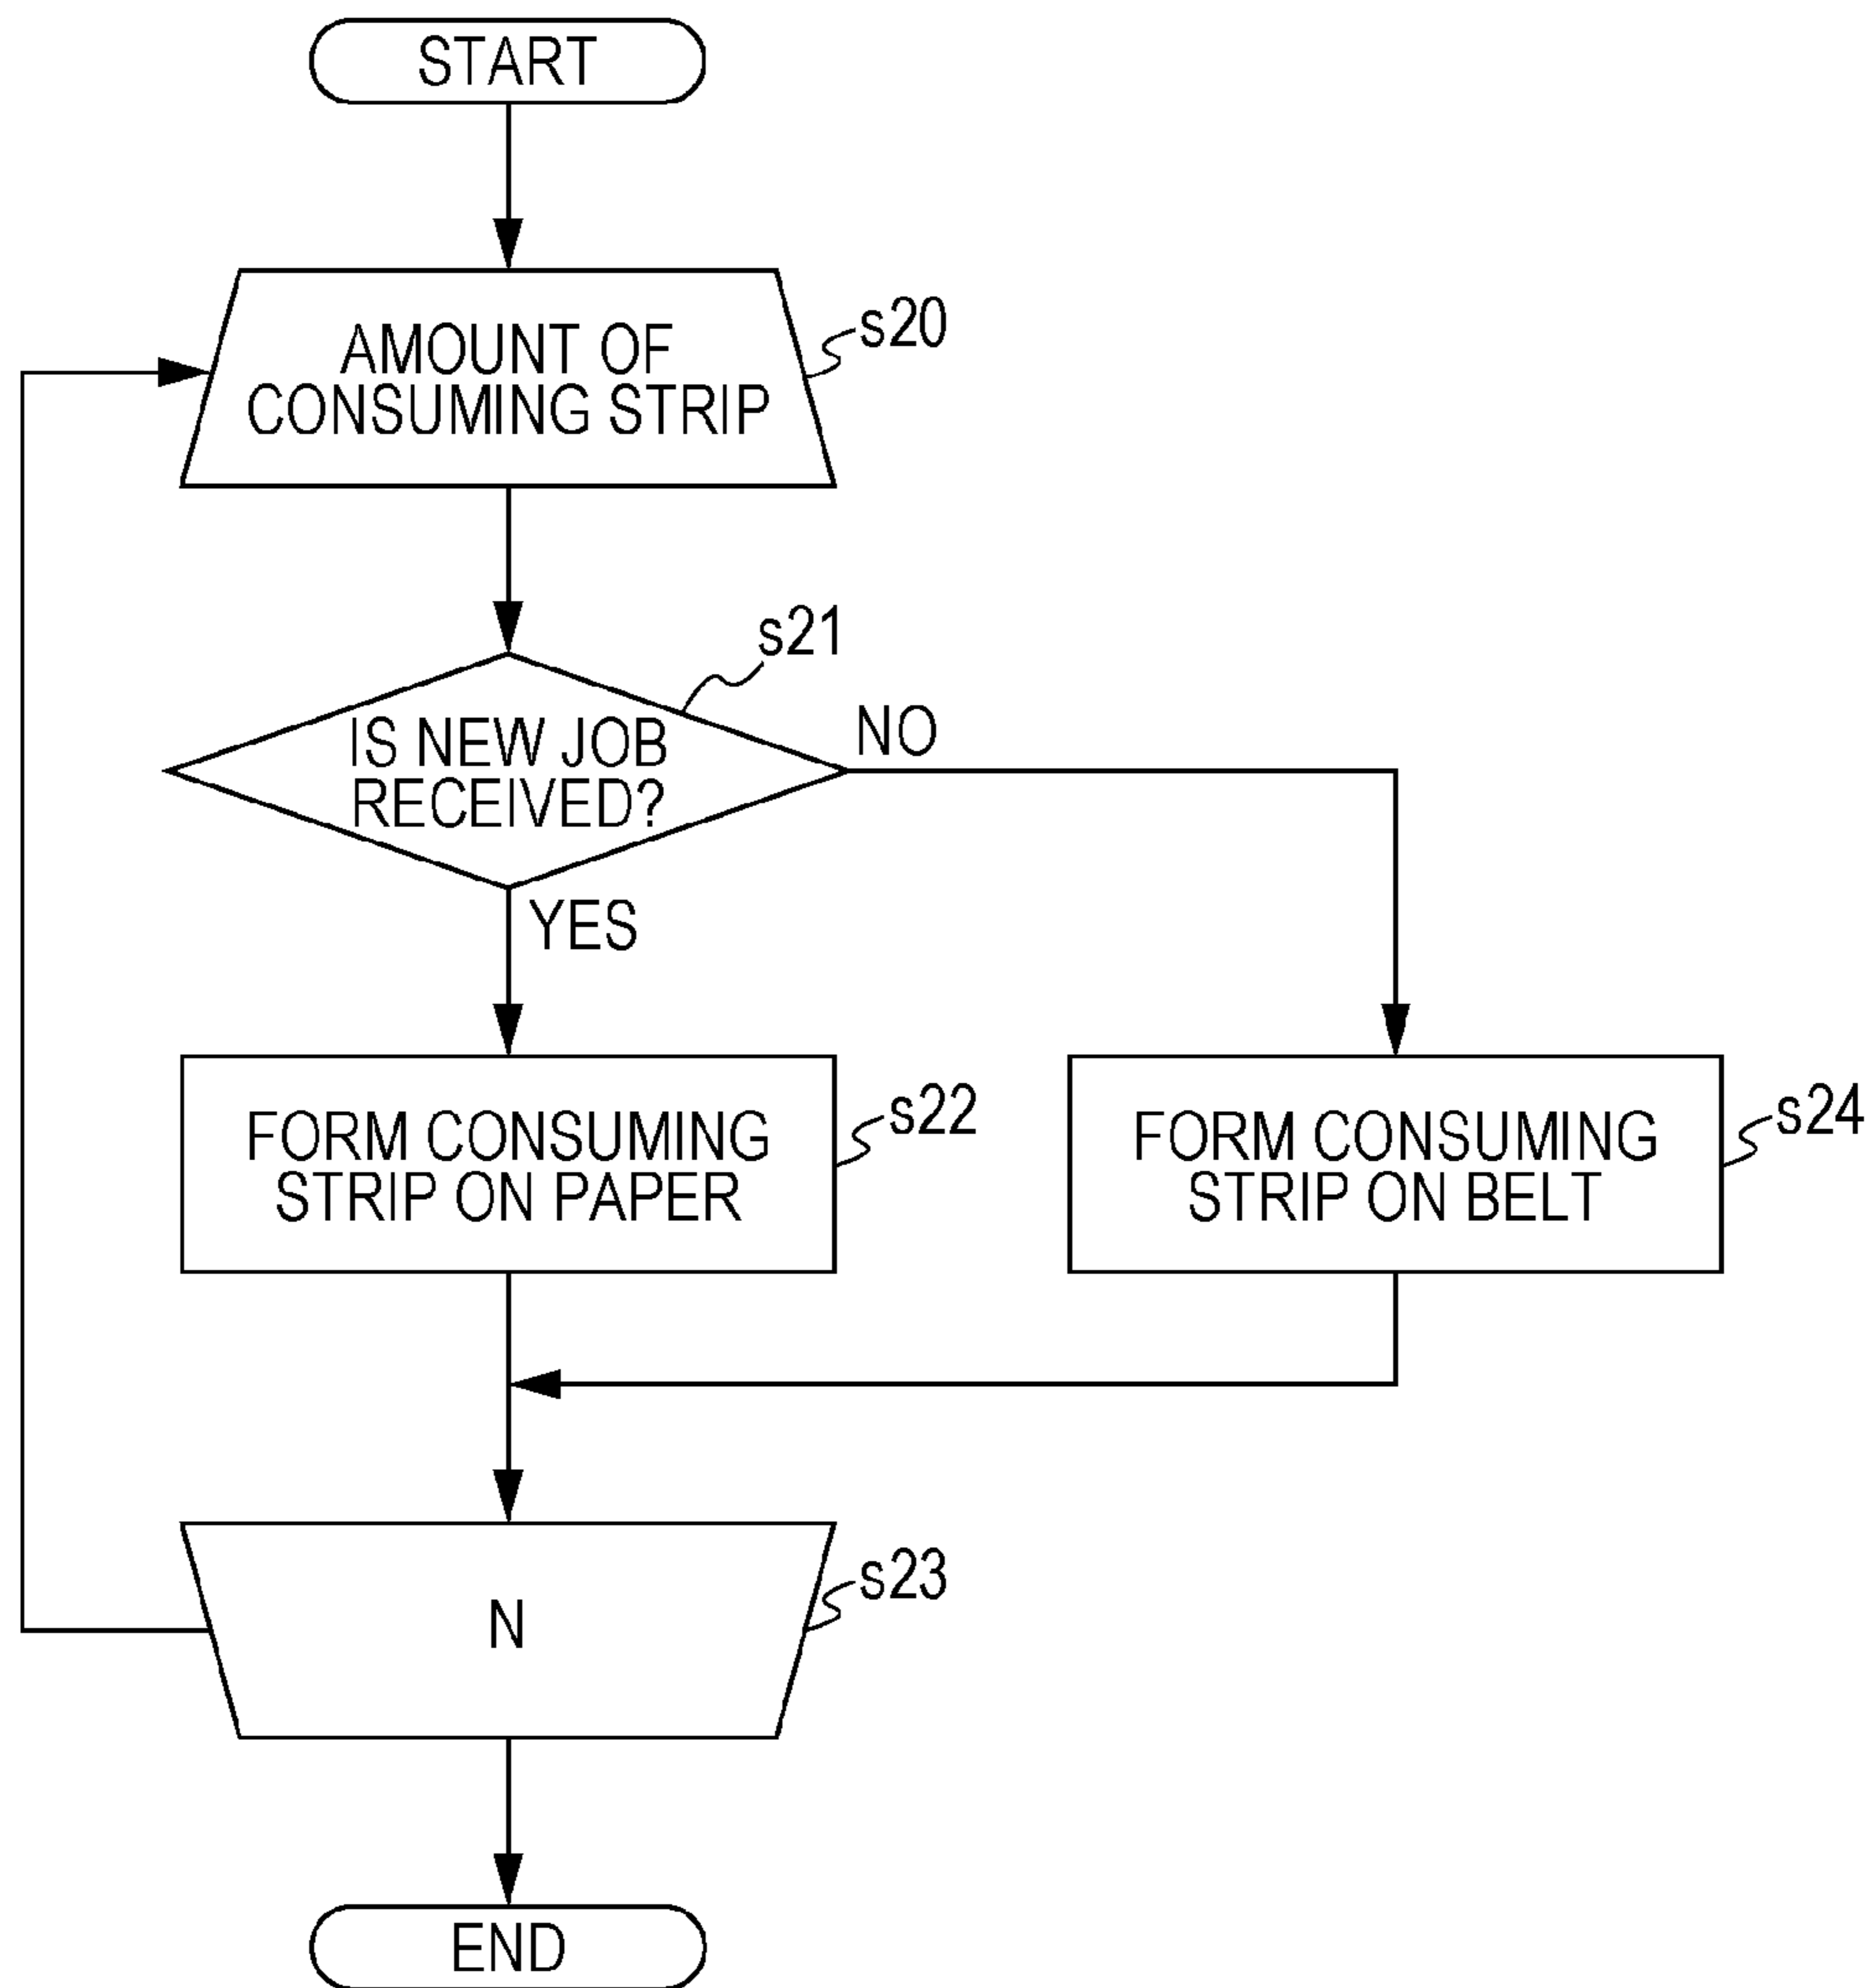 START
AMOUNT OF
CONSUMING STRIP
s20
s21
IS NEW JOB
RECEIVED?
NO
YES
FORM CONSUMING
STRIP ON PAPER
s22
FORM CONSUMING
STRIP ON BELT
s24
N
s23
END